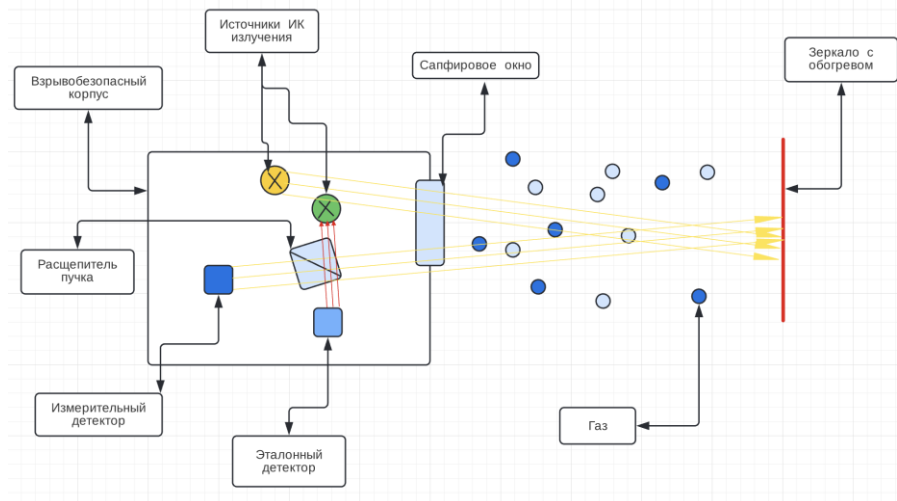 Источники ИК
излучения
Сапфировое окно
Зеркало с
обогревом
Взрывобезопасный
корпус
Расщепитель
пучка
Измерительный
детектор
Газ
Эталонный
детектор